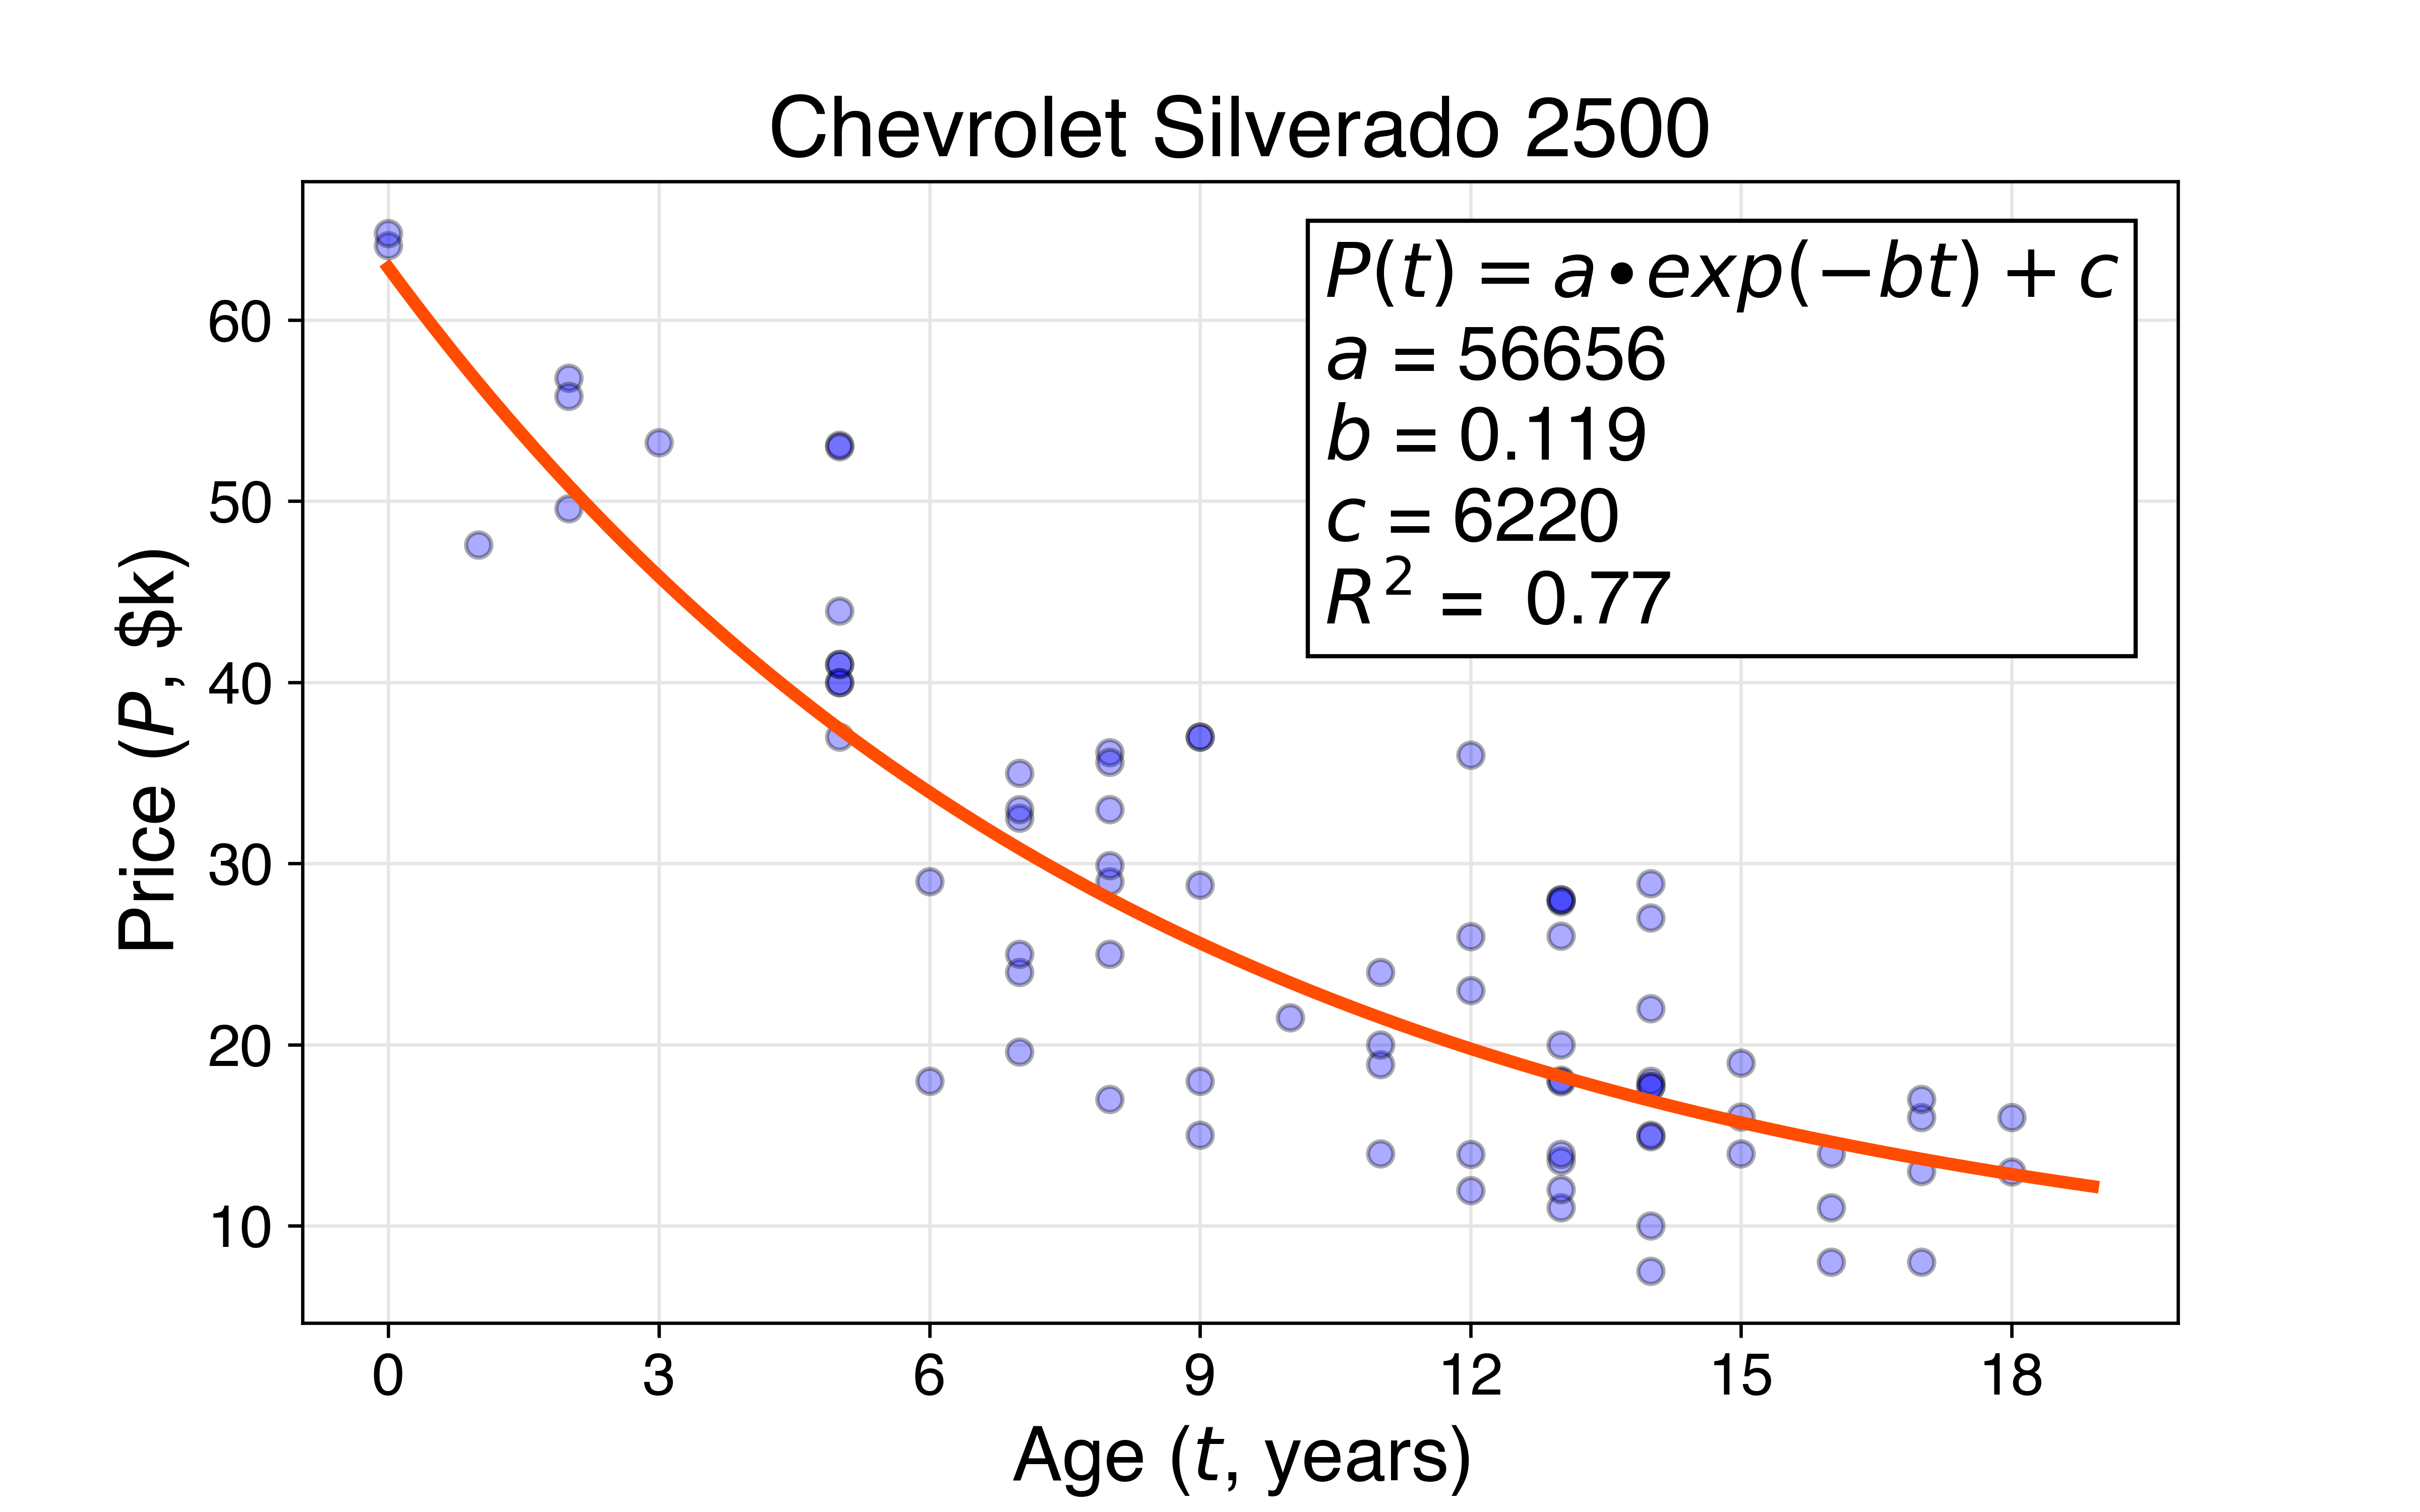 Chevrolet Silverado 2500
P(t) = a•exp(−bt) + c
a = 56656
b = 0.119
c = 6220
R² = 0.77
Price (P, $k)
60
50
40
30
20
10
0 3 6 9 12 15 18
Age (t, years)